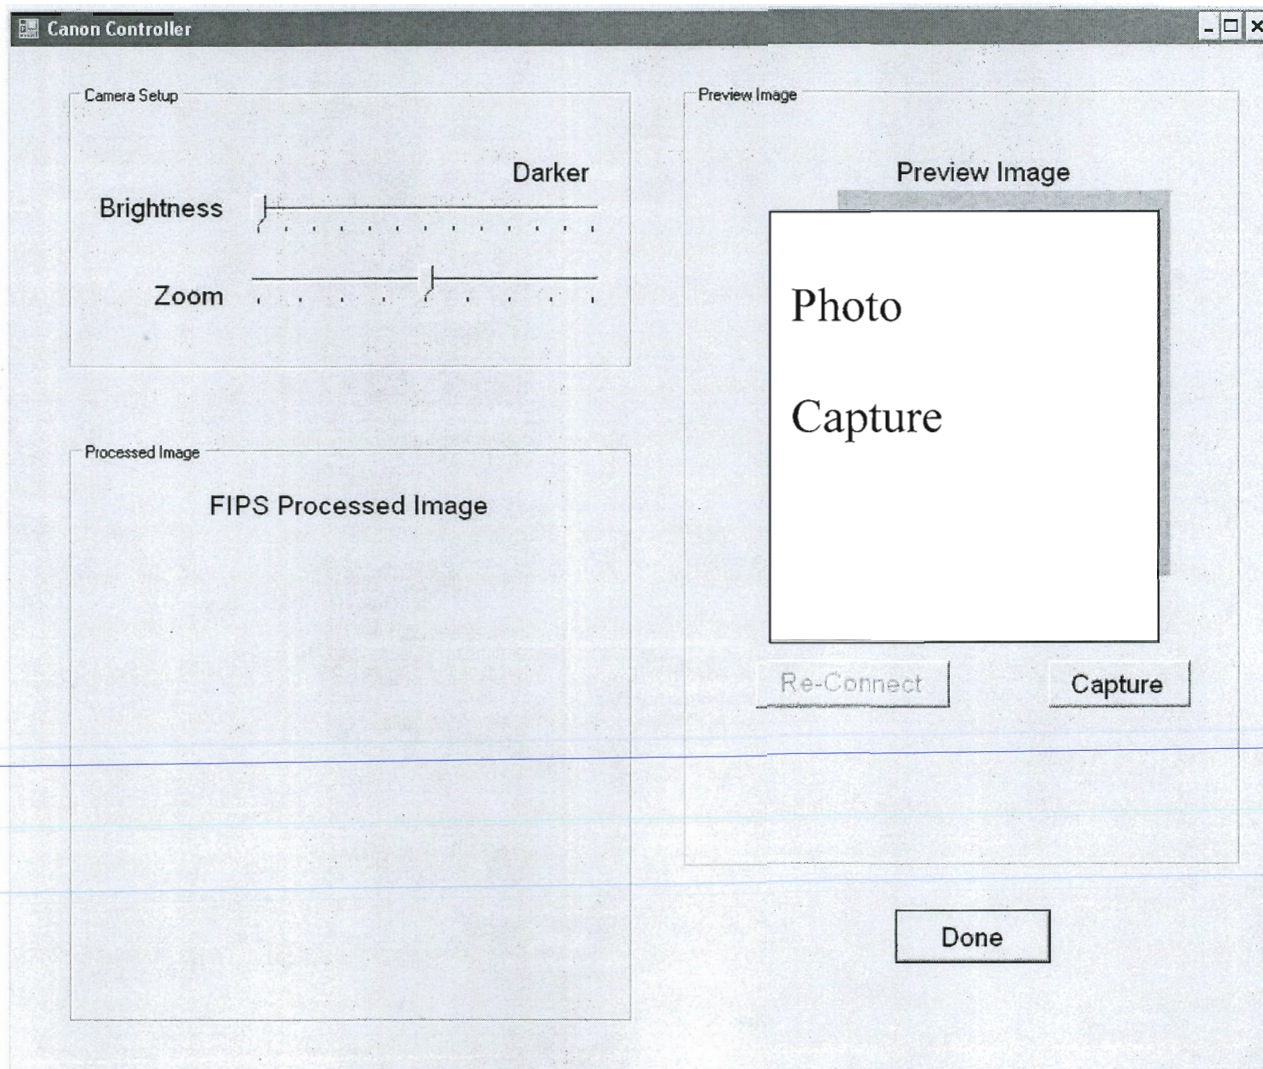 Canon Controller
Camera Setup
Darker
Brightness
Zoom
Processed Image
FIPS Processed Image
Preview Image
Preview Image
Photo
Capture
Re-Connect
Capture
Done